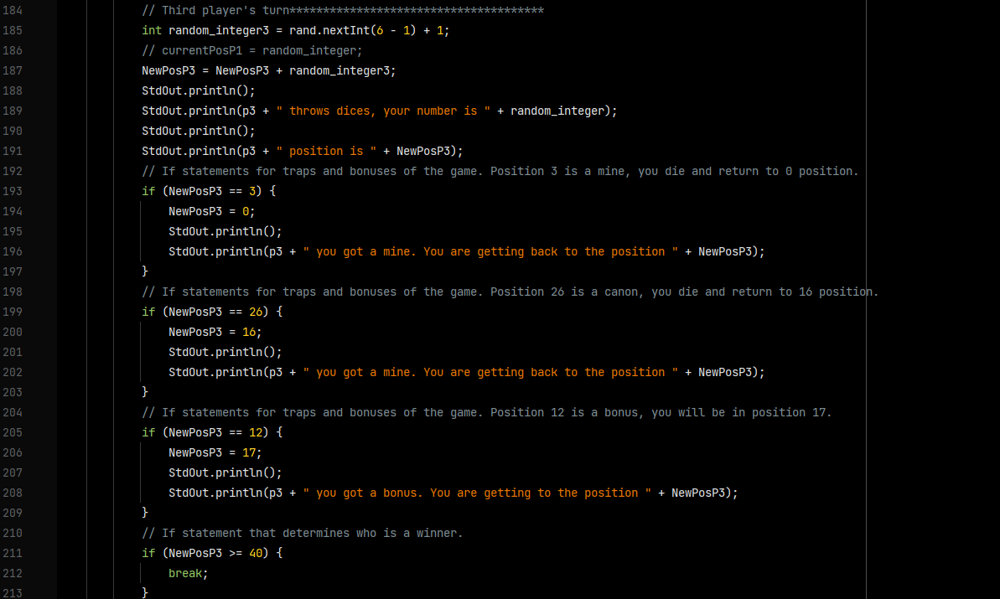 184 // Third player's turn**************************************
185 int random_integer3 = rand.nextInt(6 - 1) + 1;
186 // currentPosP1 = random_integer;
187 NewPosP3 = NewPosP3 + random_integer3;
188 StdOut.println();
189 StdOut.println(p3 + " throws dices, your number is " + random_integer);
190 StdOut.println();
191 StdOut.println(p3 + " position is " + NewPosP3);
192 // If statements for traps and bonuses of the game. Position 3 is a mine, you die and return to 0 position.
193 if (NewPosP3 == 3) {
194 NewPosP3 = 0;
195 StdOut.println();
196 StdOut.println(p3 + " you got a mine. You are getting back to the position " + NewPosP3);
197 }
198 // If statements for traps and bonuses of the game. Position 26 is a canon, you die and return to 16 position.
199 if (NewPosP3 == 26) {
200 NewPosP3 = 16;
201 StdOut.println();
202 StdOut.println(p3 + " you got a mine. You are getting back to the position " + NewPosP3);
203 }
204 // If statements for traps and bonuses of the game. Position 12 is a bonus, you will be in position 17.
205 if (NewPosP3 == 12) {
206 NewPosP3 = 17;
207 StdOut.println();
208 StdOut.println(p3 + " you got a bonus. You are getting to the position " + NewPosP3);
209 }
210 // If statement that determines who is a winner.
211 if (NewPosP3 >= 40) {
212 break;
213 }